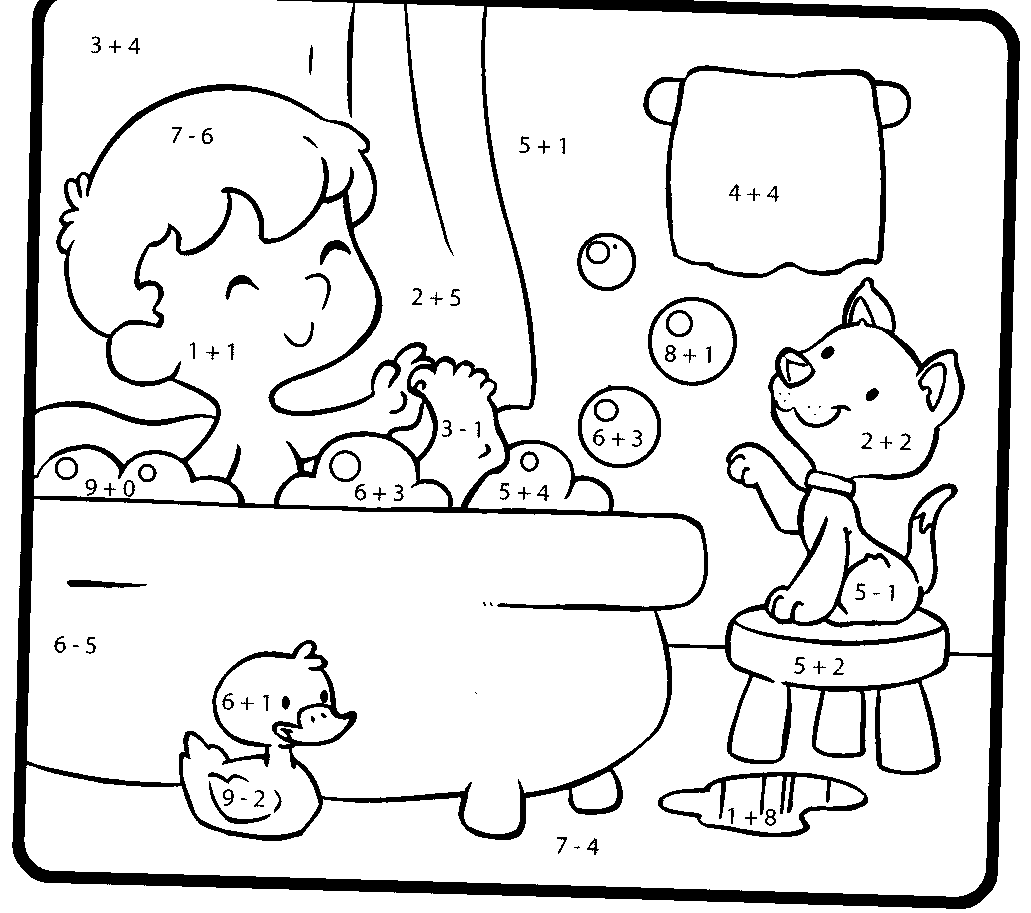 3 + 4
7 - 6
5 + 1
4 + 4
2 + 5
1 + 1
8 + 1
3 - 1
6 + 3
2 + 2
9 + 0
6 + 3
5 + 4
5 - 1
6 - 5
5 + 2
6 + 1
9 - 2
1 + 8
7 - 4